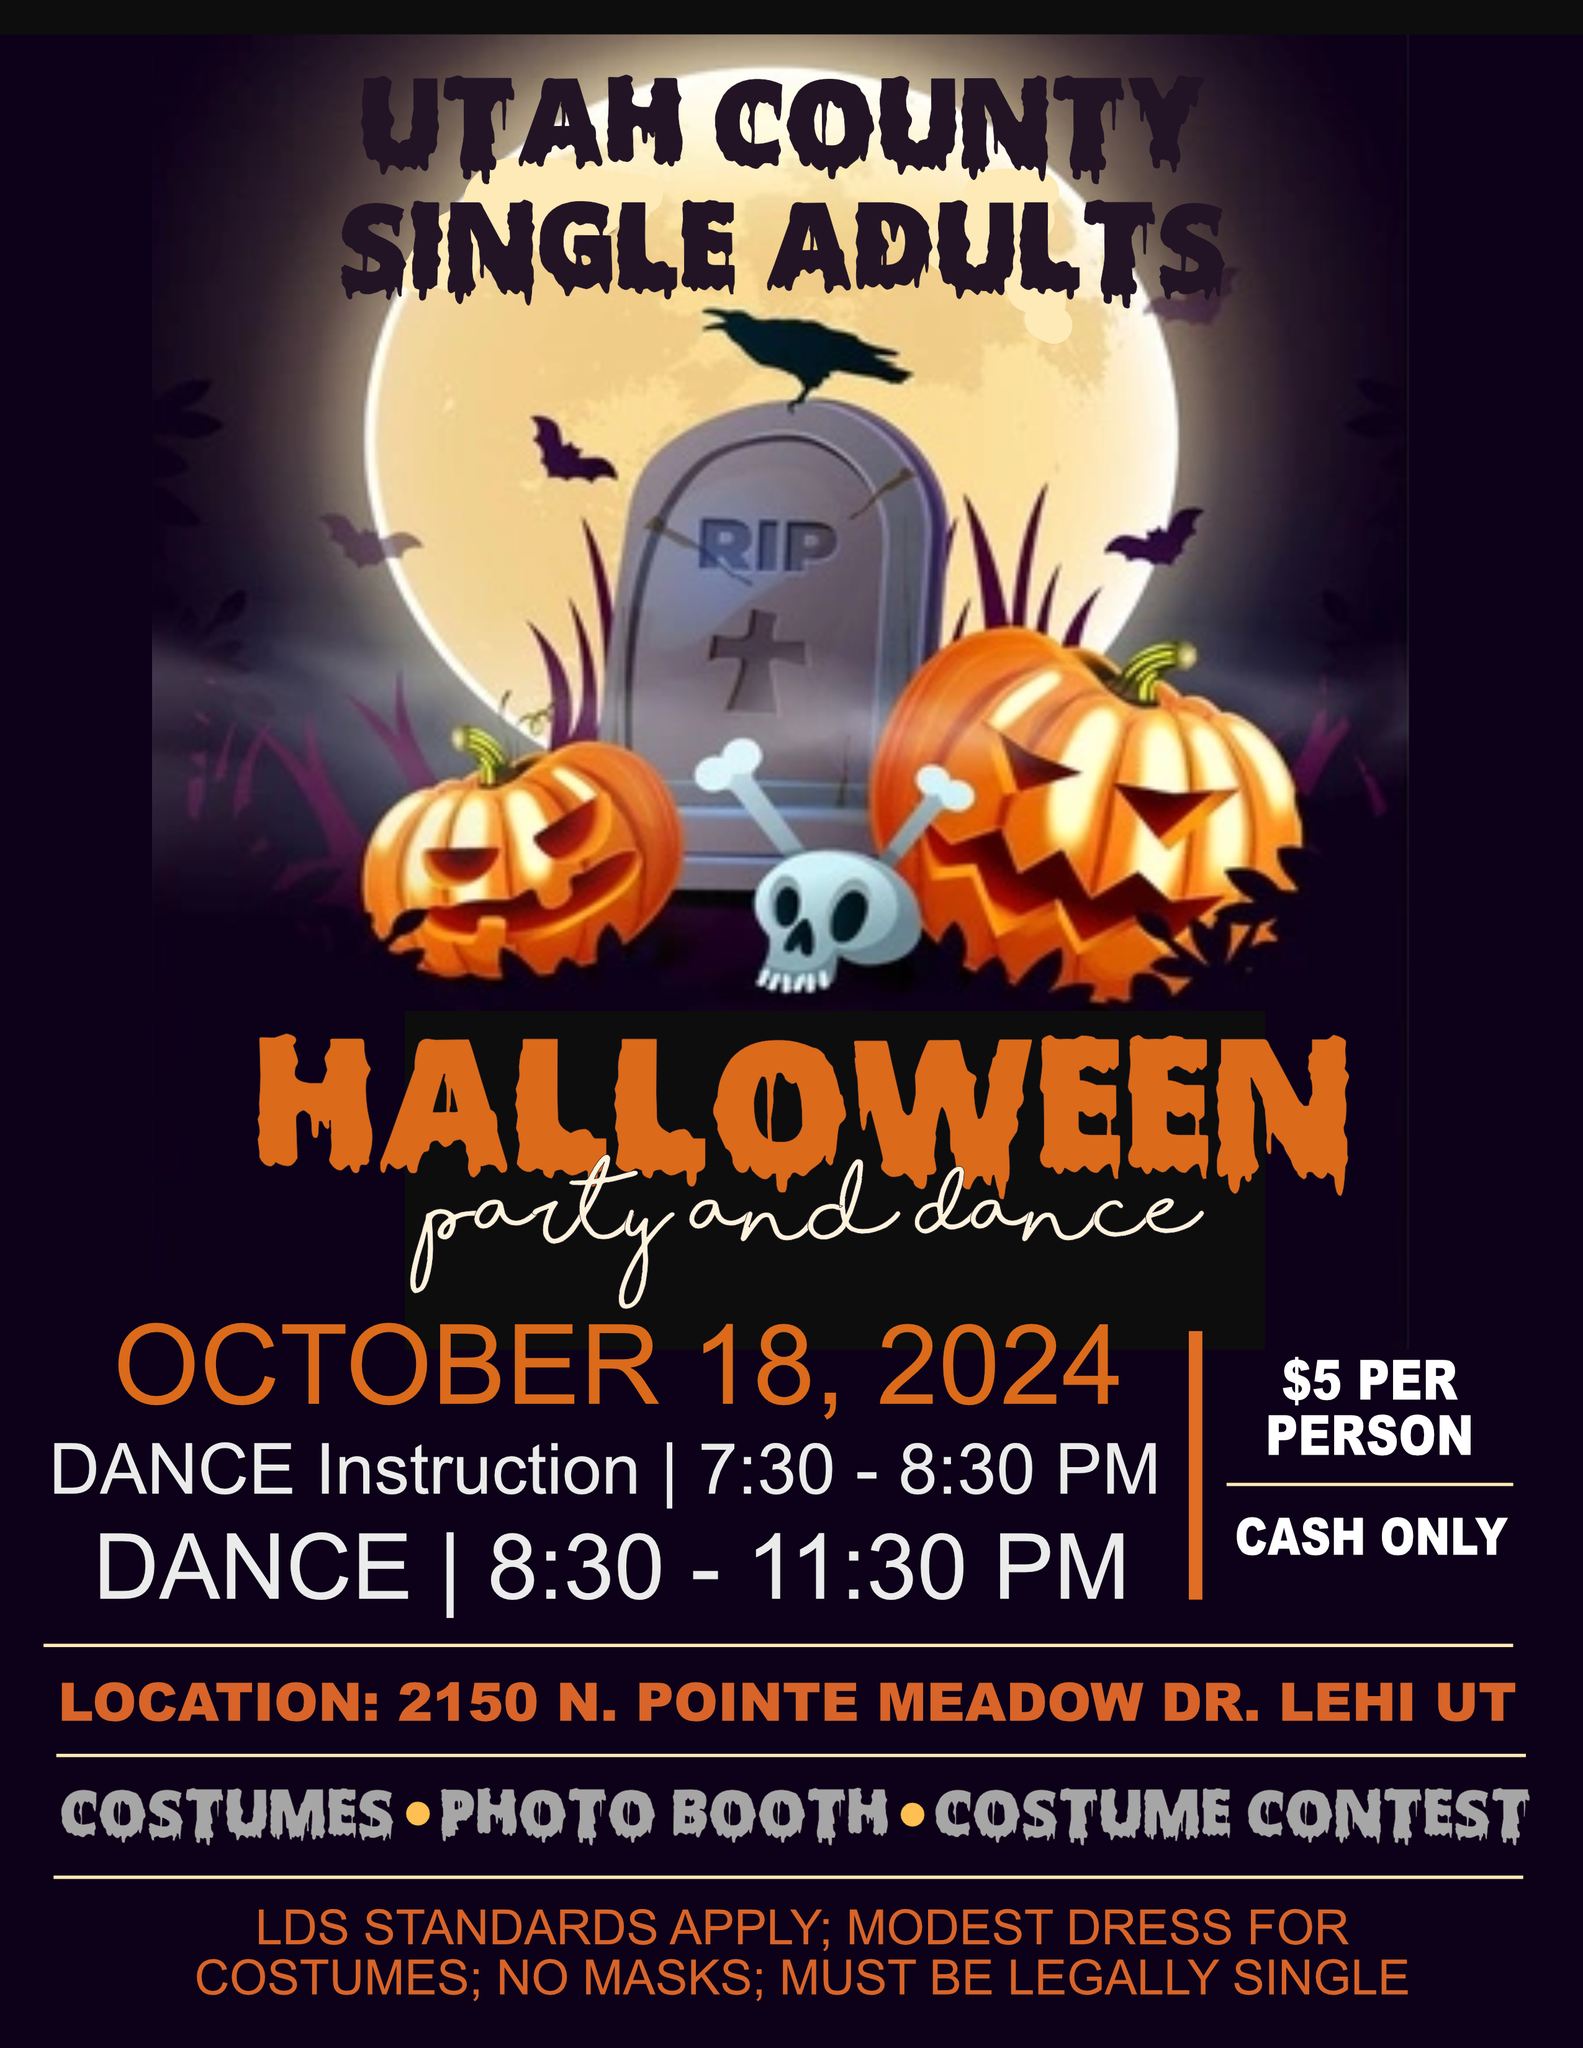 UTAH COUNTY
SINGLE ADULTS
RIP
HALLOWEEN
party and dance
OCTOBER 18, 2024
DANCE Instruction | 7:30 - 8:30 PM
DANCE | 8:30 - 11:30 PM
$5 PER
PERSON
CASH ONLY
LOCATION: 2150 N. POINTE MEADOW DR. LEHI UT
COSTUMES • PHOTO BOOTH • COSTUME CONTEST
LDS STANDARDS APPLY; MODEST DRESS FOR
COSTUMES; NO MASKS; MUST BE LEGALLY SINGLE